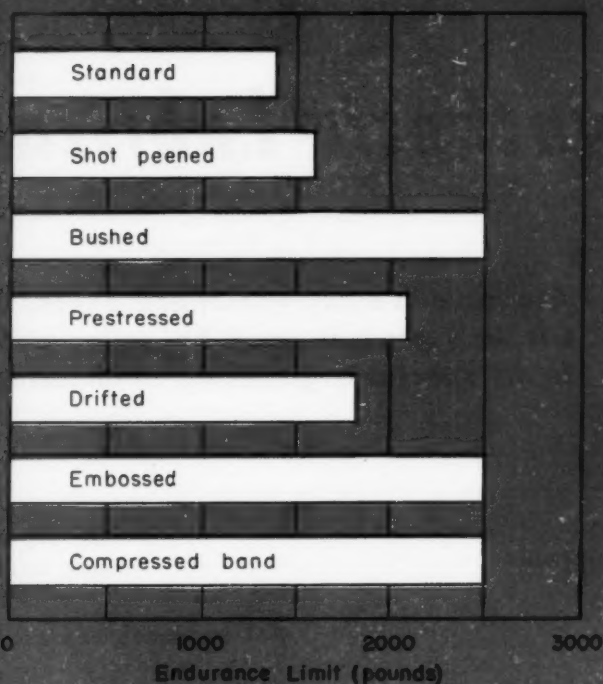 Standard
Shot peened
Bushed
Prestressed
Drifted
Embossed
Compressed band
0 1000 2000 3000
Endurance Limit (pounds)